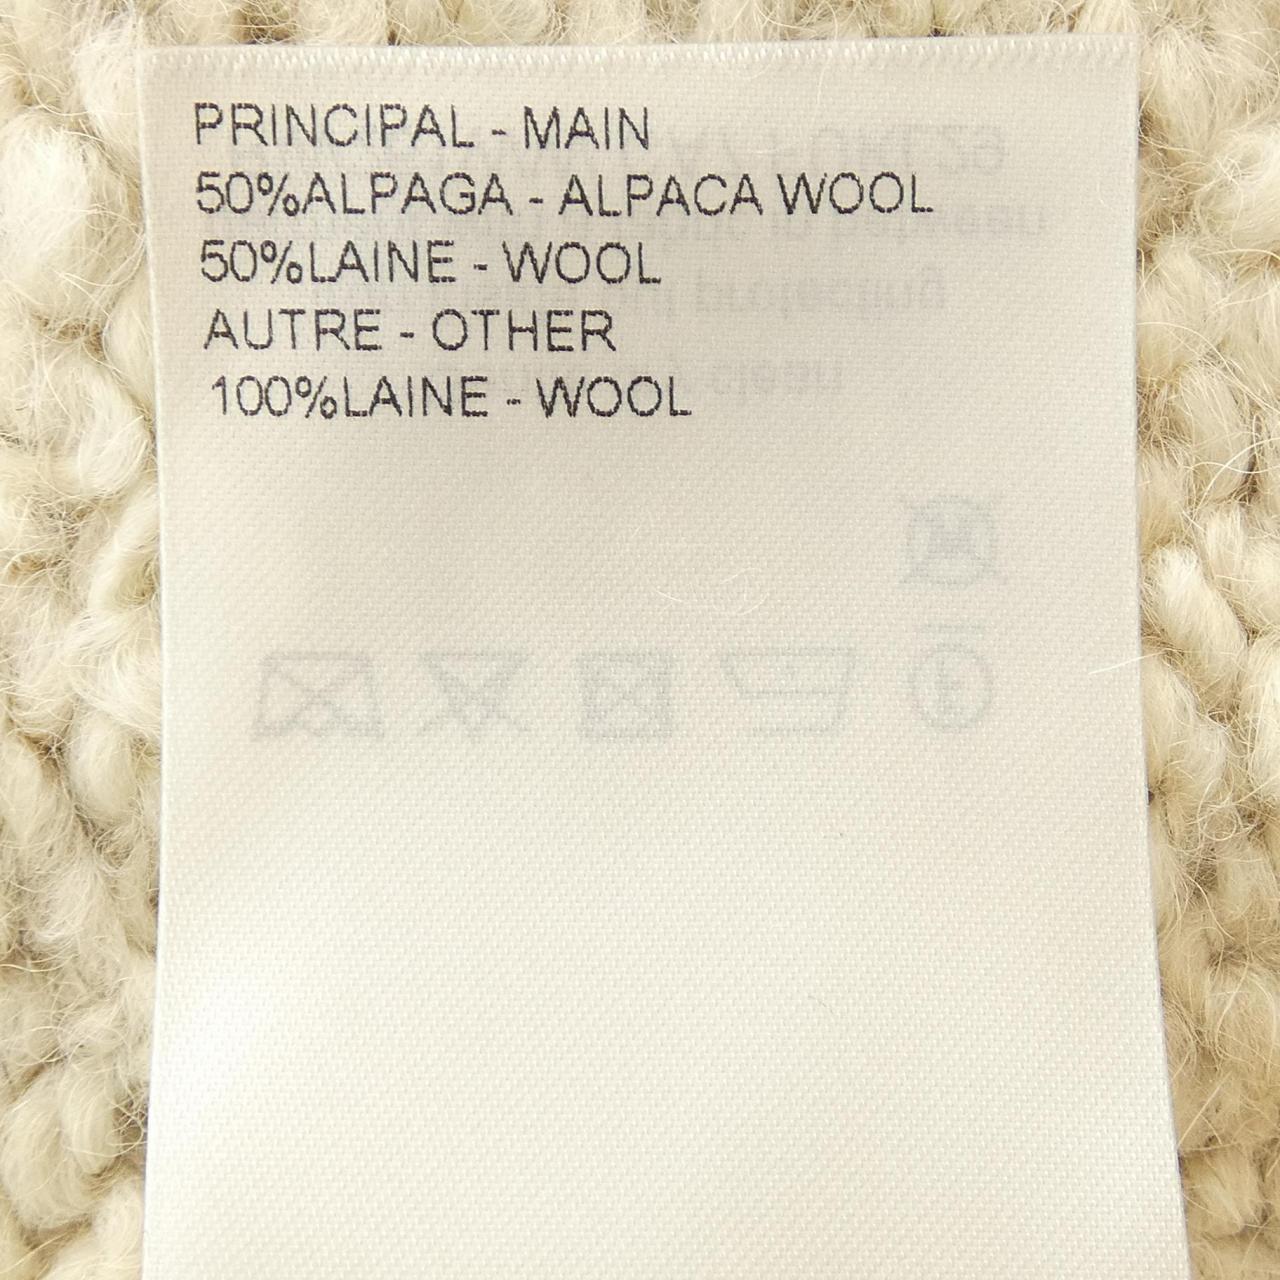 PRINCIPAL - MAIN
50%ALPAGA - ALPACA WOOL
50%LAINE - WOOL
AUTRE - OTHER
100%LAINE - WOOL